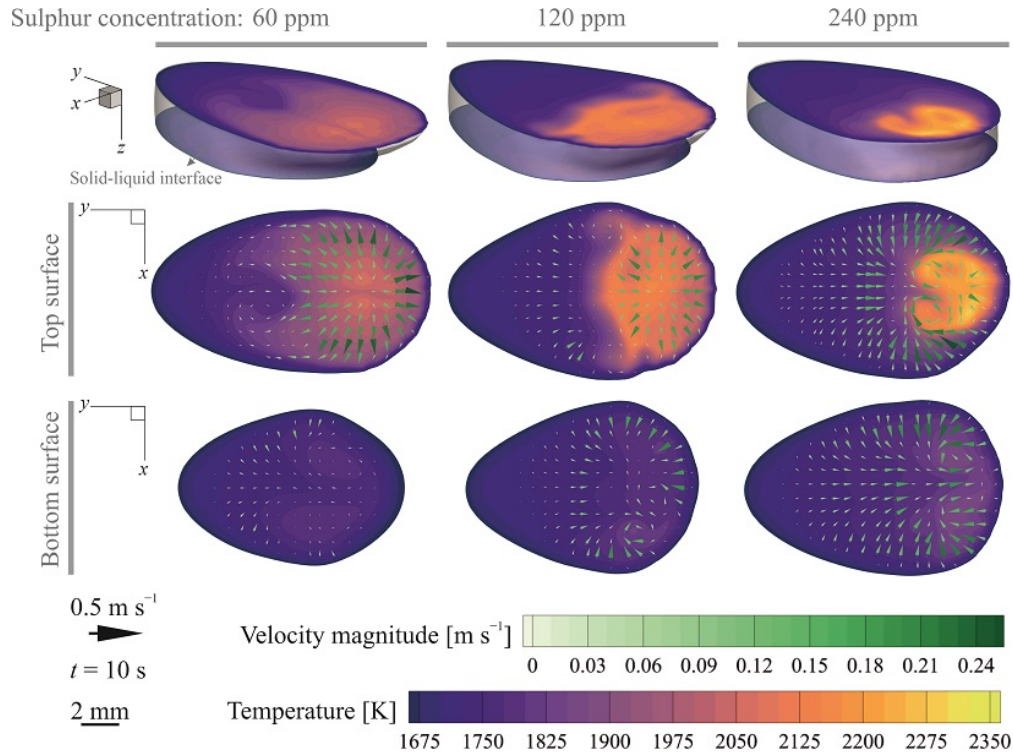 Sulphur concentration: 60 ppm 120 ppm 240 ppm
y
x
z
Solid-liquid interface
Top surface
y
x
y
x
y
x
Bottom surface
y
x
y
x
y
x
0.5 m s⁻¹
t = 10 s
2 mm
Velocity magnitude [m s⁻¹]
0 0.03 0.06 0.09 0.12 0.15 0.18 0.21 0.24
Temperature [K]
1675 1750 1825 1900 1975 2050 2125 2200 2275 2350